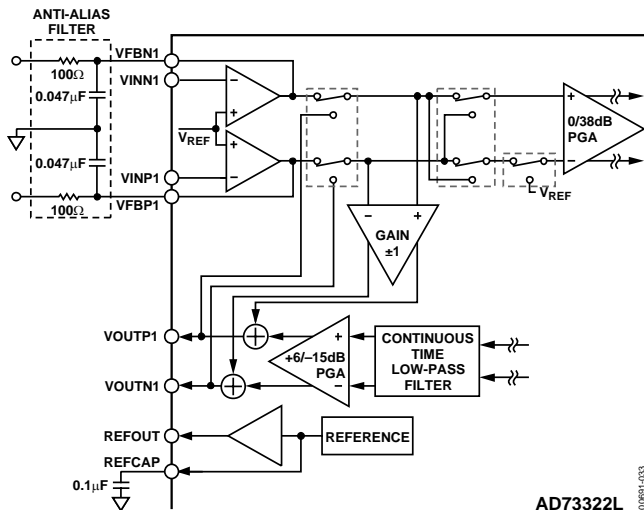 ANTI-ALIAS
FILTER
VFBN1
100Ω
VINN1
0.047µF
VREF
0.047µF
VINP1
100Ω
VFBP1
+
−
+
−
0/38dB
PGA
+
−
VREF
−
+
GAIN
±1
VOUTP1
+6/–15dB
PGA
+
−
CONTINUOUS
TIME
LOW-PASS
FILTER
VOUTN1
REFOUT
REFERENCE
REFCAP
0.1µF
AD73322L
00691-033